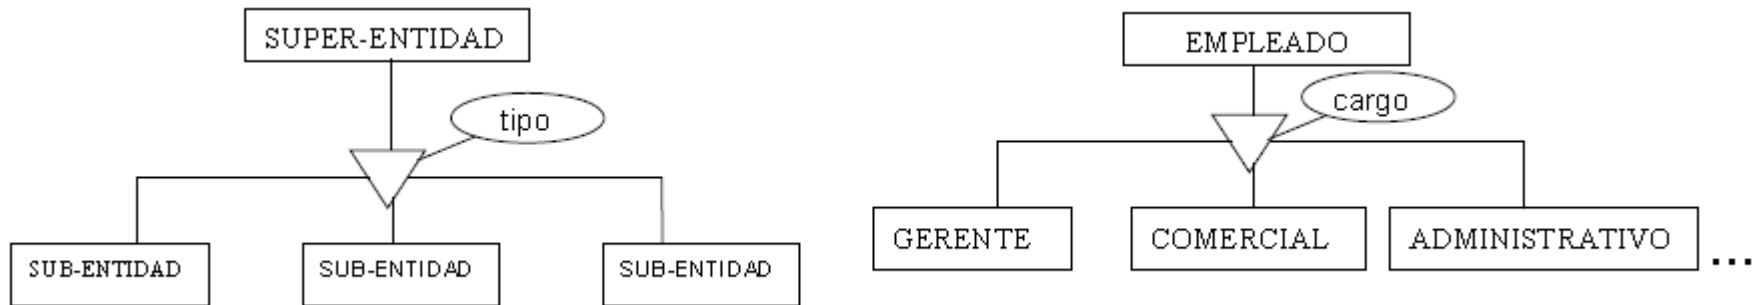 SUPER-ENTIDAD
tipo
SUB-ENTIDAD
SUB-ENTIDAD
SUB-ENTIDAD
EMPLEADO
cargo
GERENTE
COMERCIAL
ADMINISTRATIVO
...